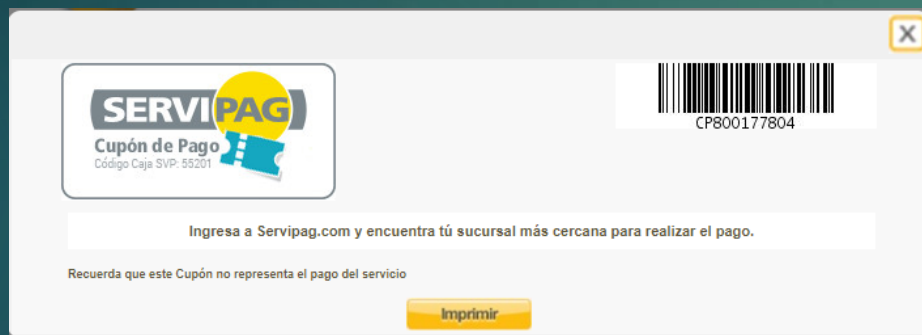 X
SERVIPAG
Cupón de Pago
Código Caja SVP: 55201
CP800177804
Ingresa a Servipag.com y encuentra tú sucursal más cercana para realizar el pago.
Recuerda que este Cupón no representa el pago del servicio
Imprimir